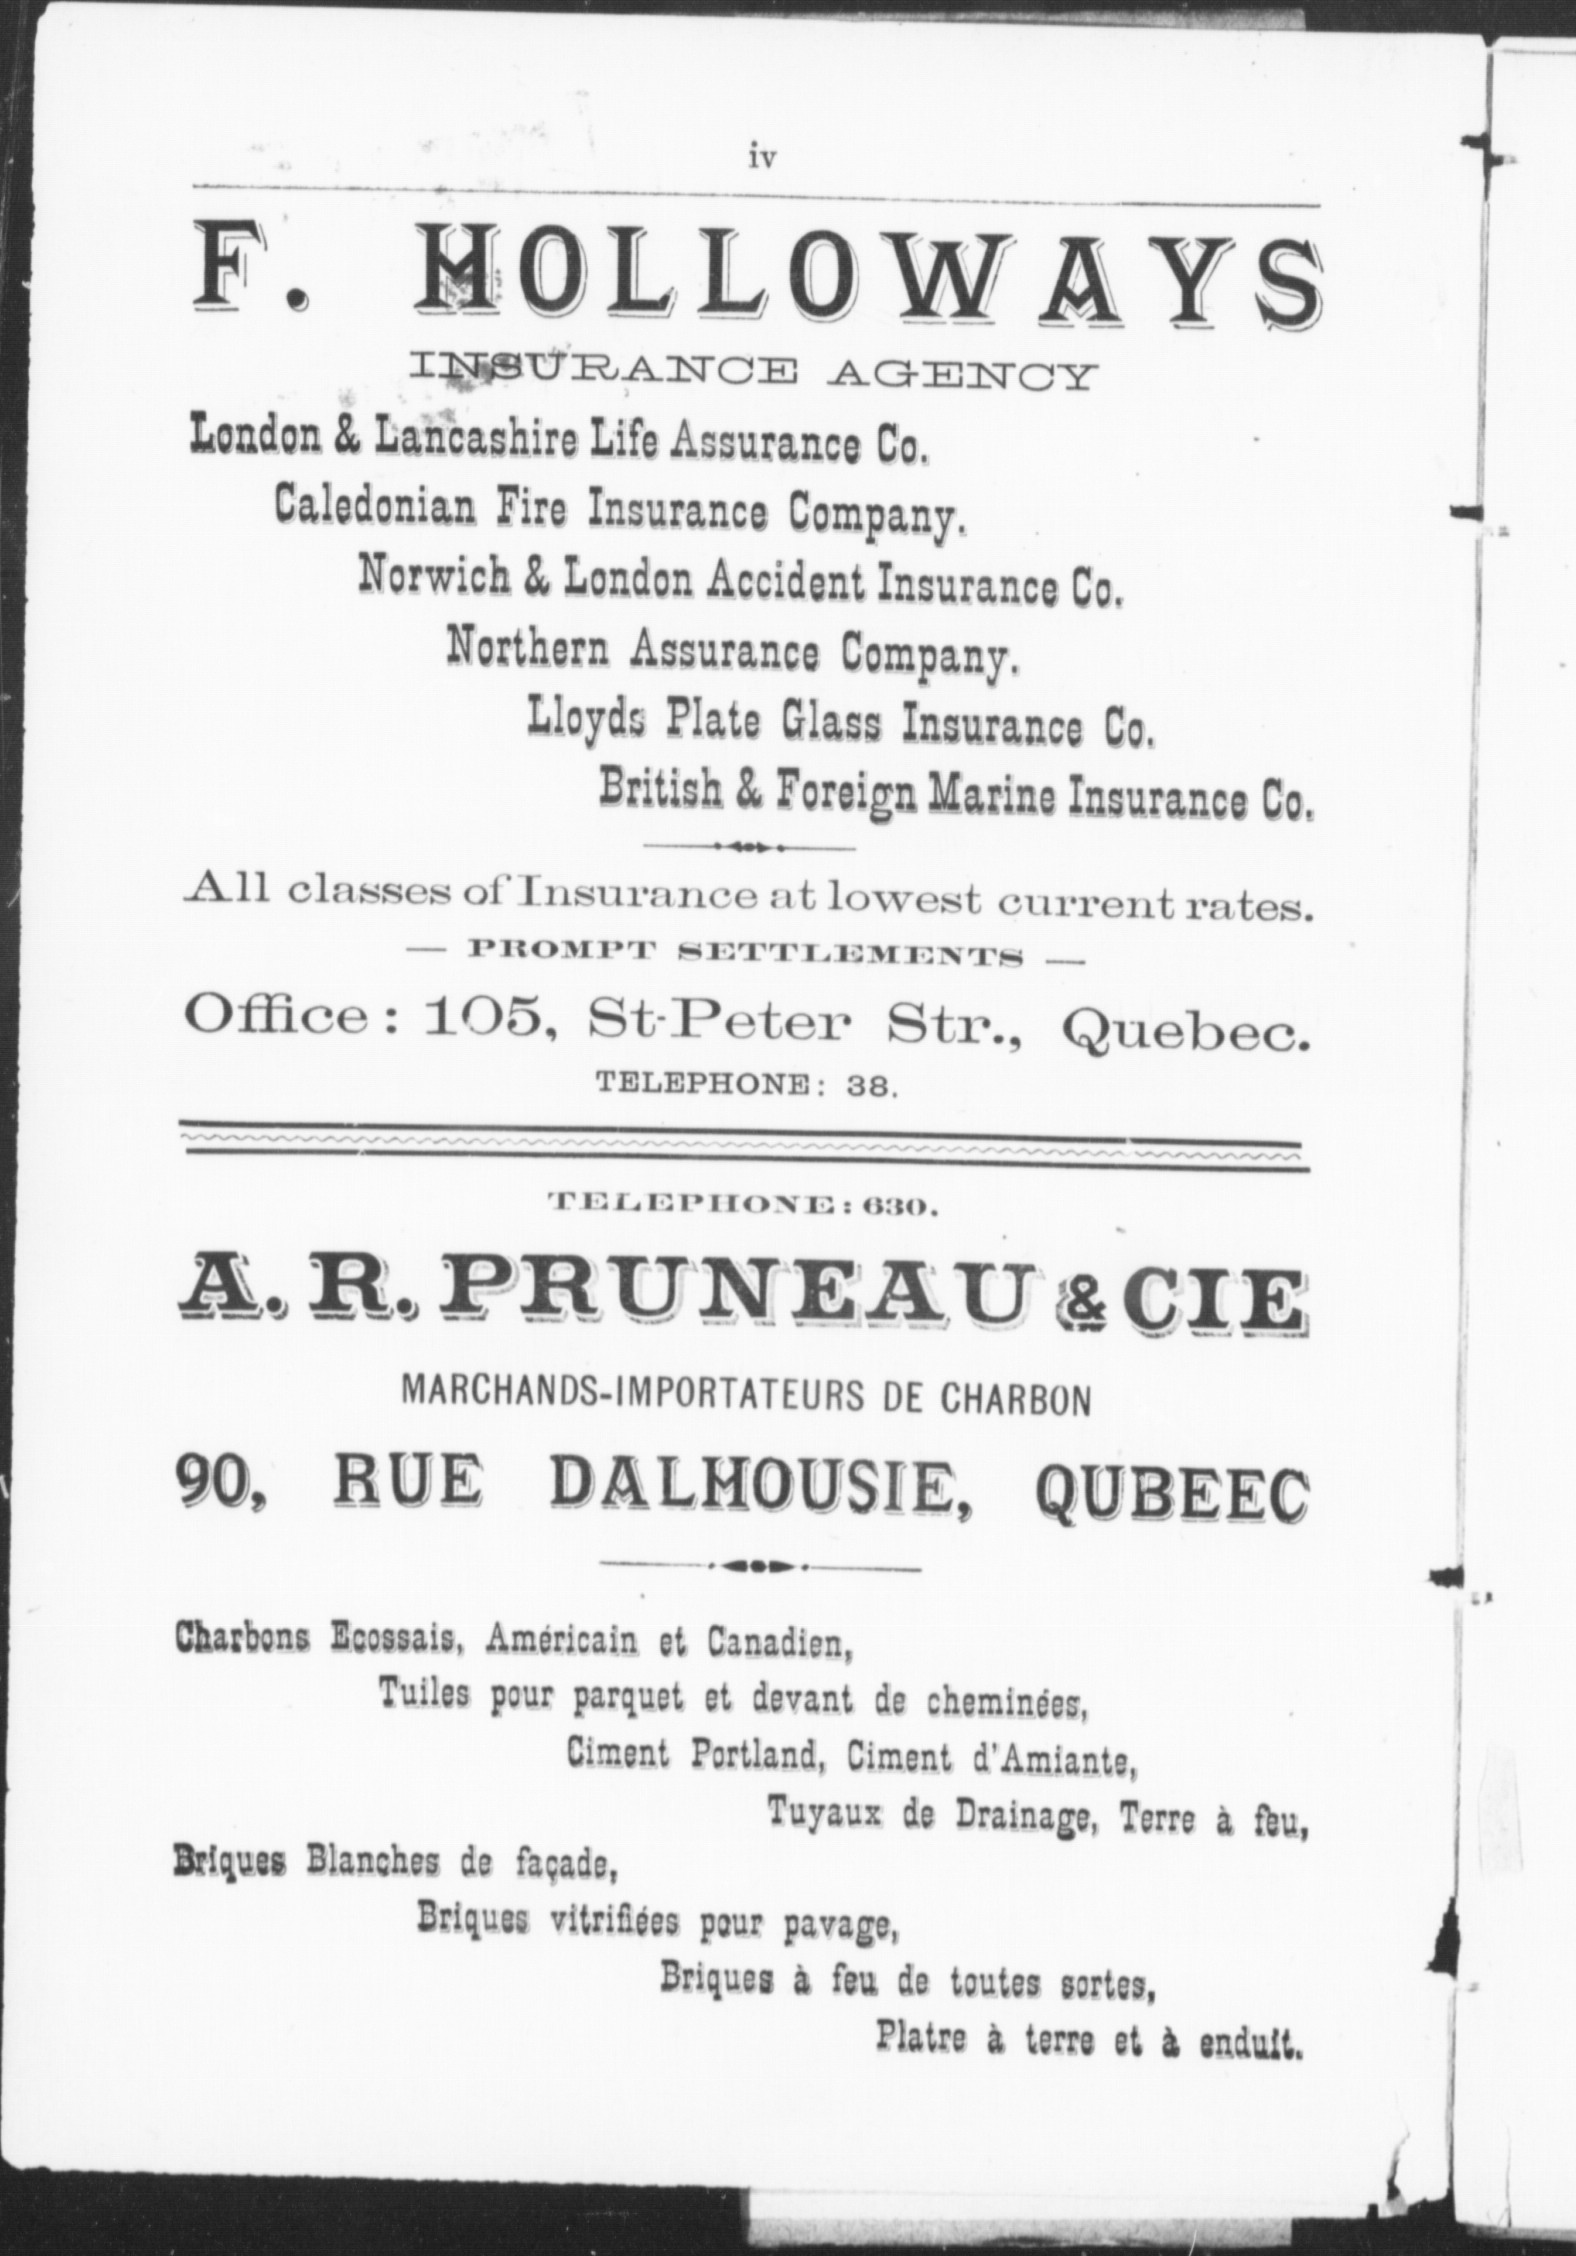 iv
F. HOLLOWAYS
INSURANCE AGENCY
London & Lancashire Life Assurance Co.
Caledonian Fire Insurance Company.
Norwich & London Accident Insurance Co.
Northern Assurance Company.
Lloyds Plate Glass Insurance Co.
British & Foreign Marine Insurance Co.
All classes of Insurance at lowest current rates.
— PROMPT SETTLEMENTS —
Office : 105, St-Peter Str., Quebec.
TELEPHONE: 38.
TELEPHONE: 630.
A. R. PRUNEAU & CIE
MARCHANDS-IMPORTATEURS DE CHARBON
90, RUE DALHOUSIE, QUBEEC
Charbons Ecossais, Américain et Canadien,
Tuiles pour parquet et devant de cheminées,
Ciment Portland, Ciment d'Amiante,
Tuyaux de Drainage, Terre à feu,
Briques Blanches de façade,
Briques vitrifiées pour pavage,
Briques à feu de toutes sortes,
Platre à terre et à enduit.